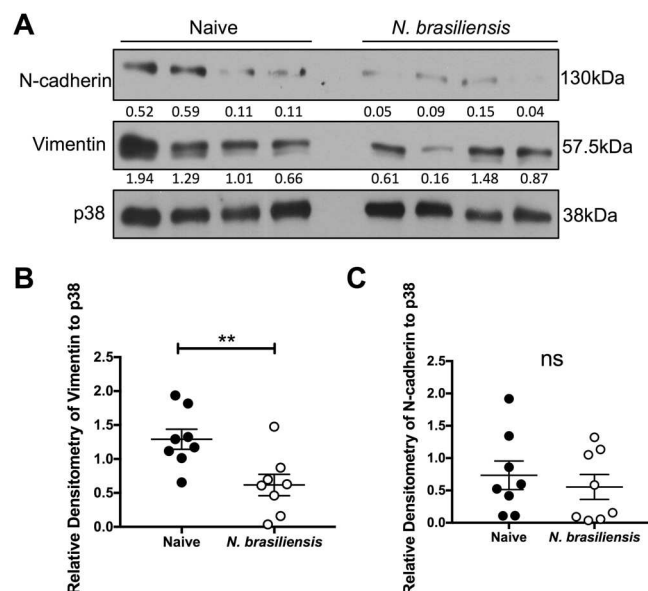 A
Naive N. brasiliensis
N-cadherin 130kDa
0.52 0.59 0.11 0.11 0.05 0.09 0.15 0.04
Vimentin 57.5kDa
1.94 1.29 1.01 0.66 0.61 0.16 1.48 0.87
p38 38kDa
B
Relative Densitometry of Vimentin to p38
**
2.5
2.0
1.5
1.0
0.5
0.0
Naive N. brasiliensis
C
Relative Densitometry of N-cadherin to p38
ns
2.5
2.0
1.5
1.0
0.5
0.0
Naive N. brasiliensis